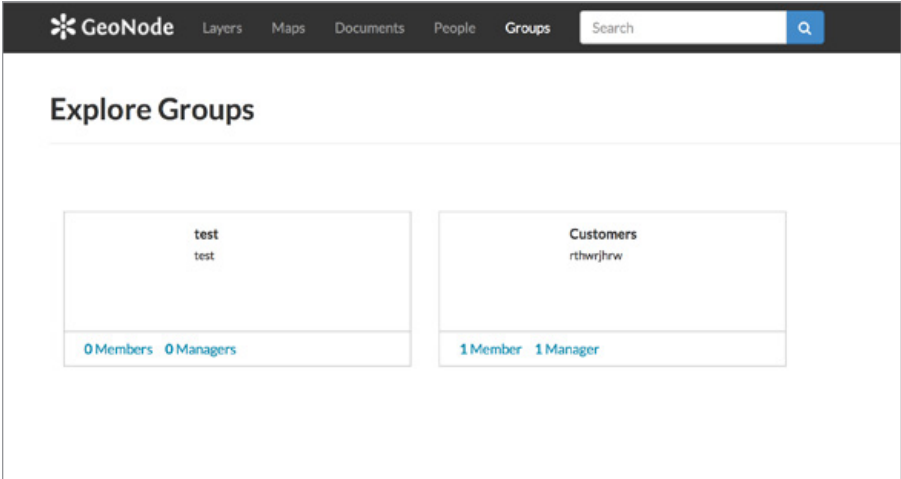 GeoNode Layers Maps Documents People Groups Search
Explore Groups
test
test
0 Members 0 Managers
Customers
rthwrjhrw
1 Member 1 Manager